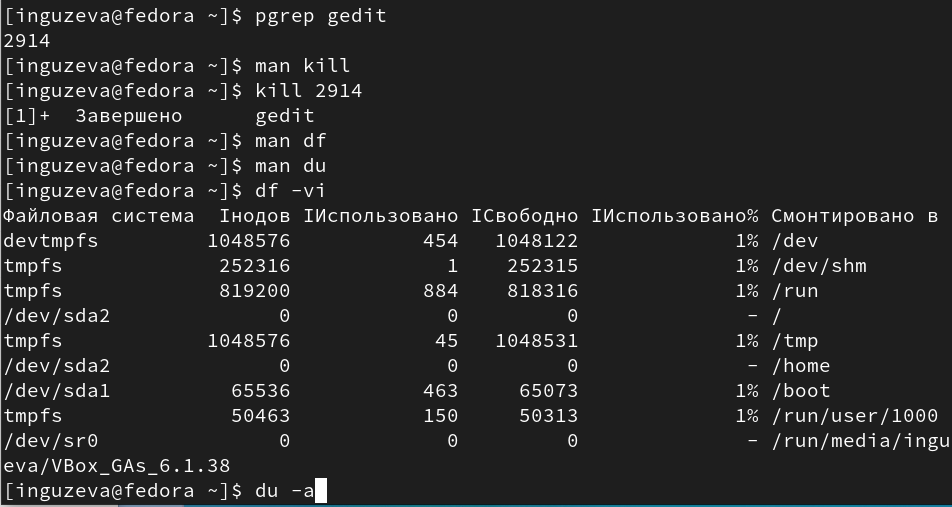 [inguzeva@fedora ~]$ pgrep gedit
2914
[inguzeva@fedora ~]$ man kill
[inguzeva@fedora ~]$ kill 2914
[1]+  Завершено      gedit
[inguzeva@fedora ~]$ man df
[inguzeva@fedora ~]$ man du
[inguzeva@fedora ~]$ df -vi
Файловая система  Iнодов IИспользовано IСвободно IИспользовано% Cмонтировано в
devtmpfs         1048576           454   1048122             1% /dev
tmpfs             252316             1    252315             1% /dev/shm
tmpfs             819200           884    818316             1% /run
/dev/sda2              0             0         0              - /
tmpfs            1048576            45   1048531             1% /tmp
/dev/sda2              0             0         0              - /home
/dev/sda1          65536           463     65073             1% /boot
tmpfs              50463           150     50313             1% /run/user/1000
/dev/sr0               0             0         0              - /run/media/ingu
eva/VBox_GAs_6.1.38
[inguzeva@fedora ~]$ du -a